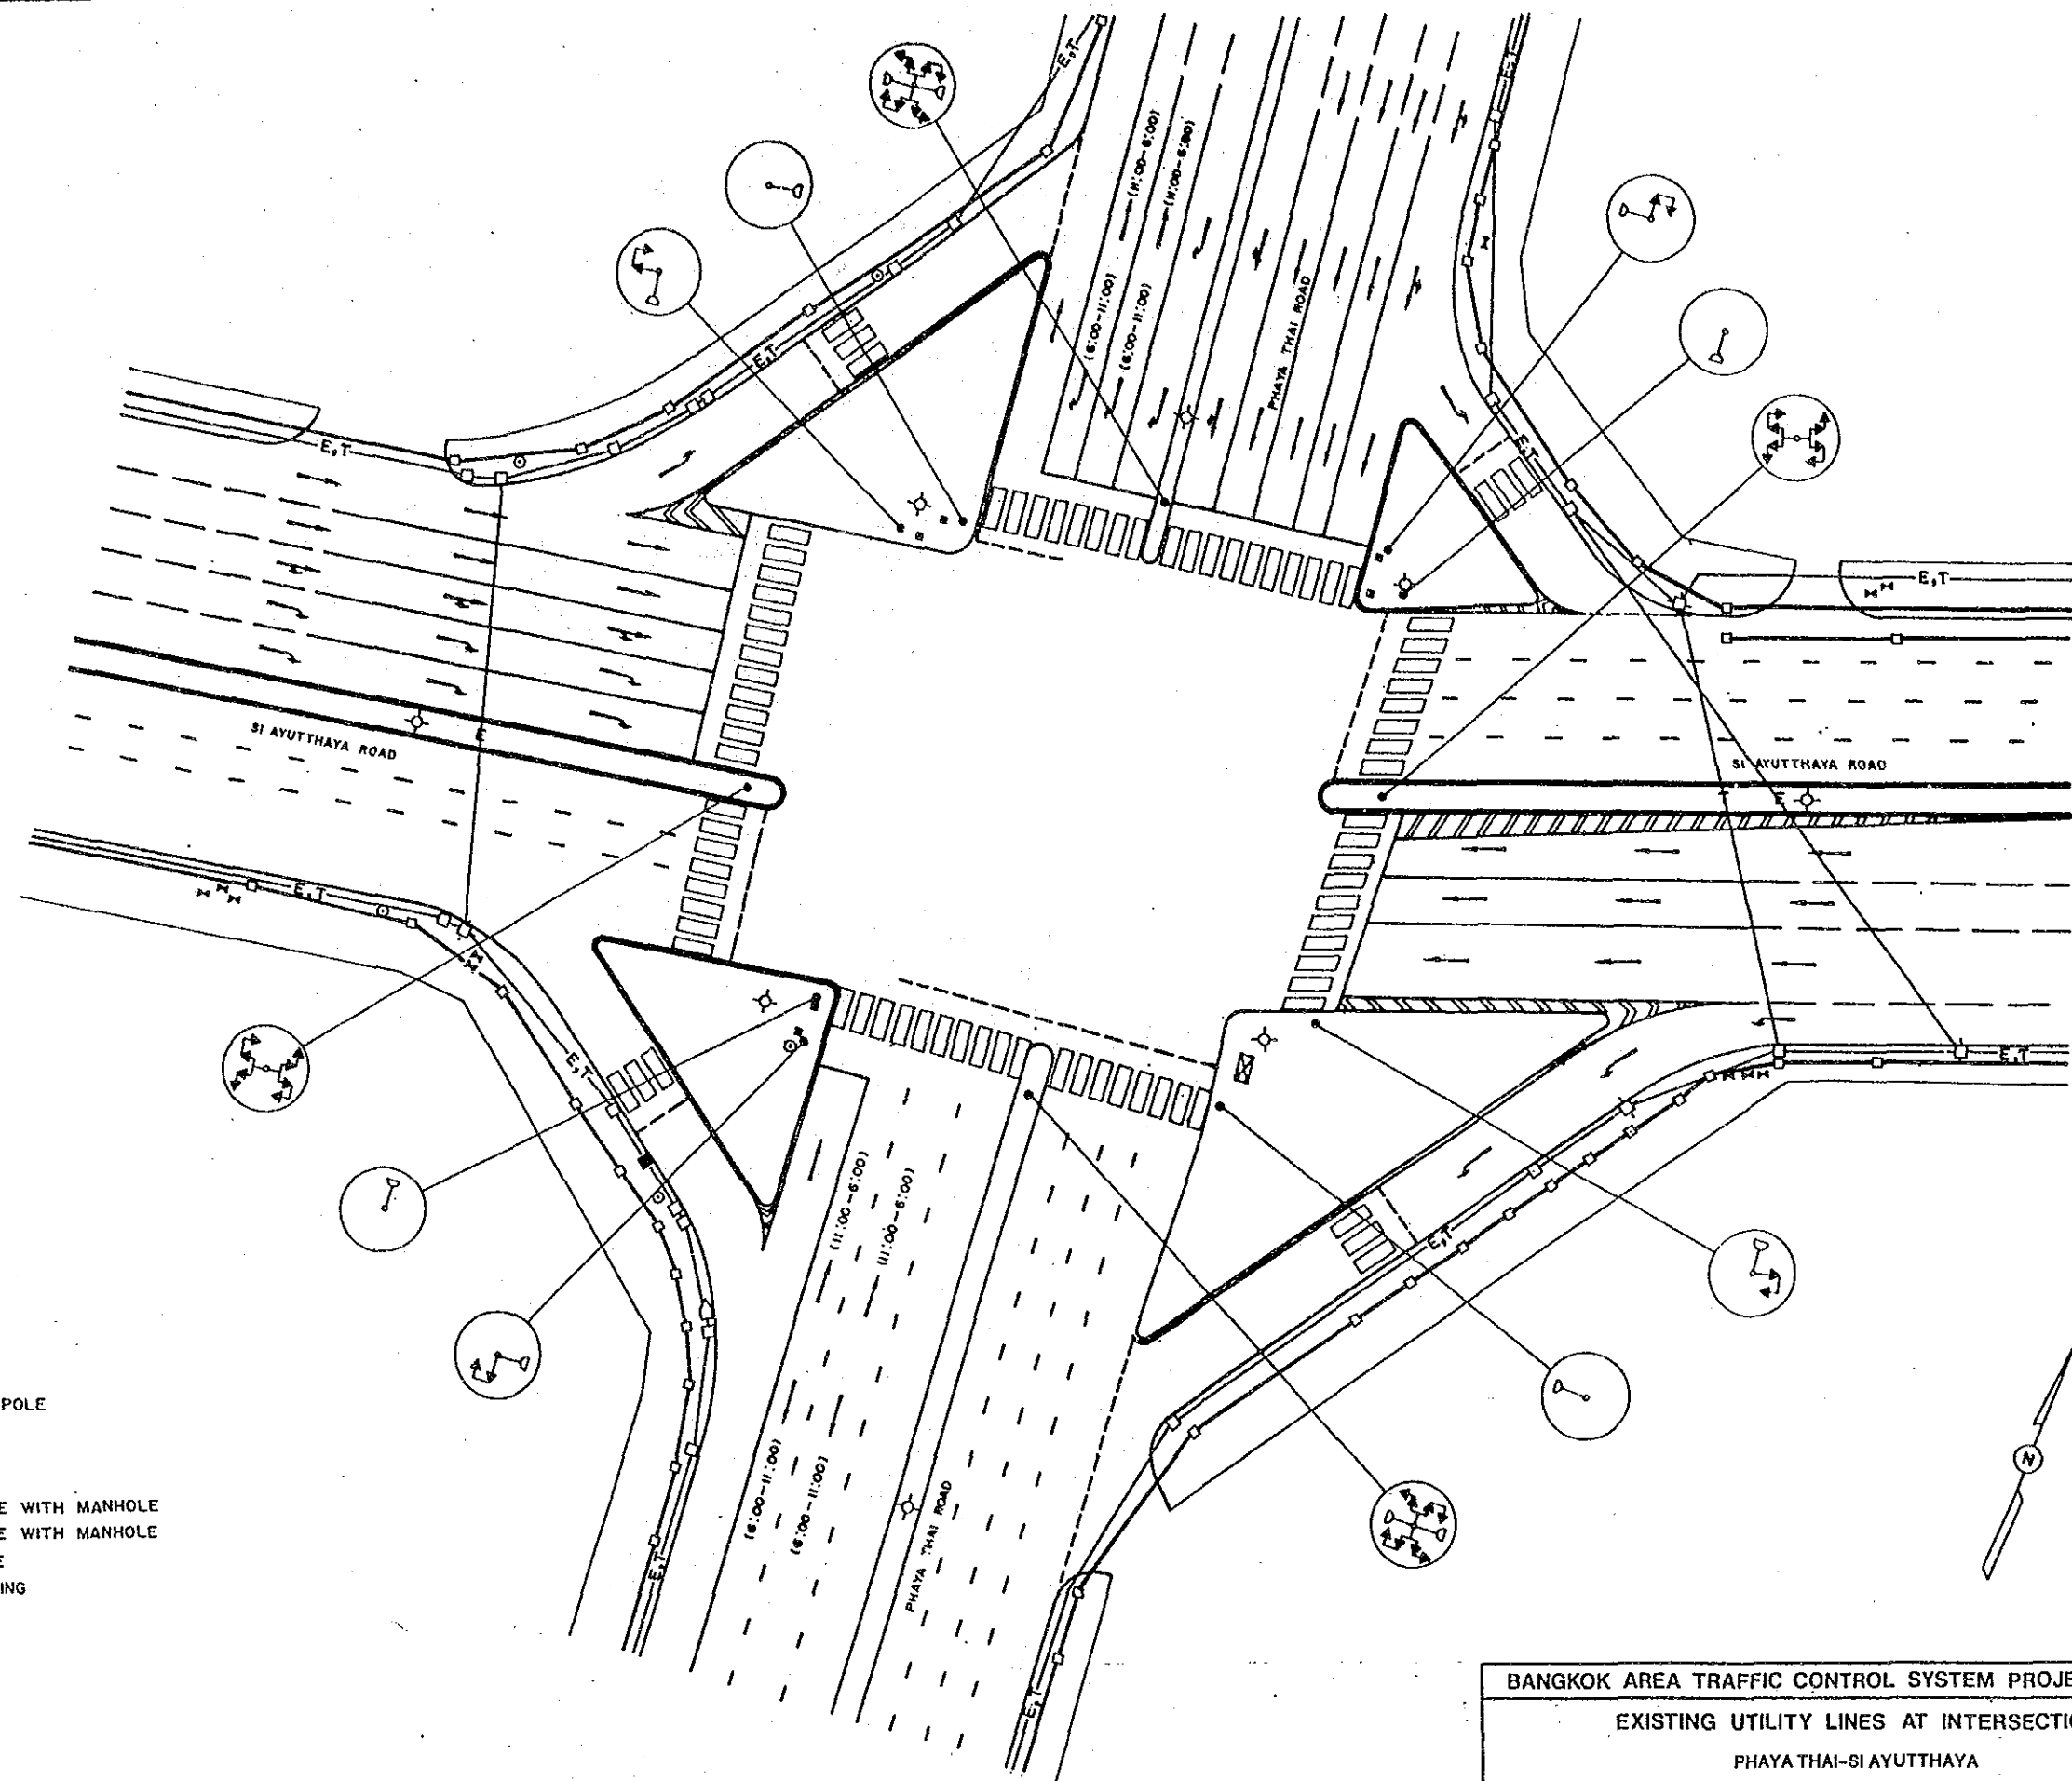 E,T
E,T
(11:00-6:00)
(11:00-6:00)
(6:00-11:00)
(6:00-11:00)
PHAYA THAI ROAD
E,T
E,T
E,T
E,T
E
SI AYUTTHAYA ROAD
SI AYUTTHAYA ROAD
E
E,T
E,T
E,T
E,T
(11:00-6:00)
(11:00-6:00)
(6:00-11:00)
(6:00-11:00)
PHAYA THAI ROAD
E,T
E,T
E,T
POLE
E WITH MANHOLE
E WITH MANHOLE
E
ING
N
BANGKOK AREA TRAFFIC CONTROL SYSTEM PROJE
EXISTING UTILITY LINES AT INTERSECTI
PHAYA THAI-SI AYUTTHAYA